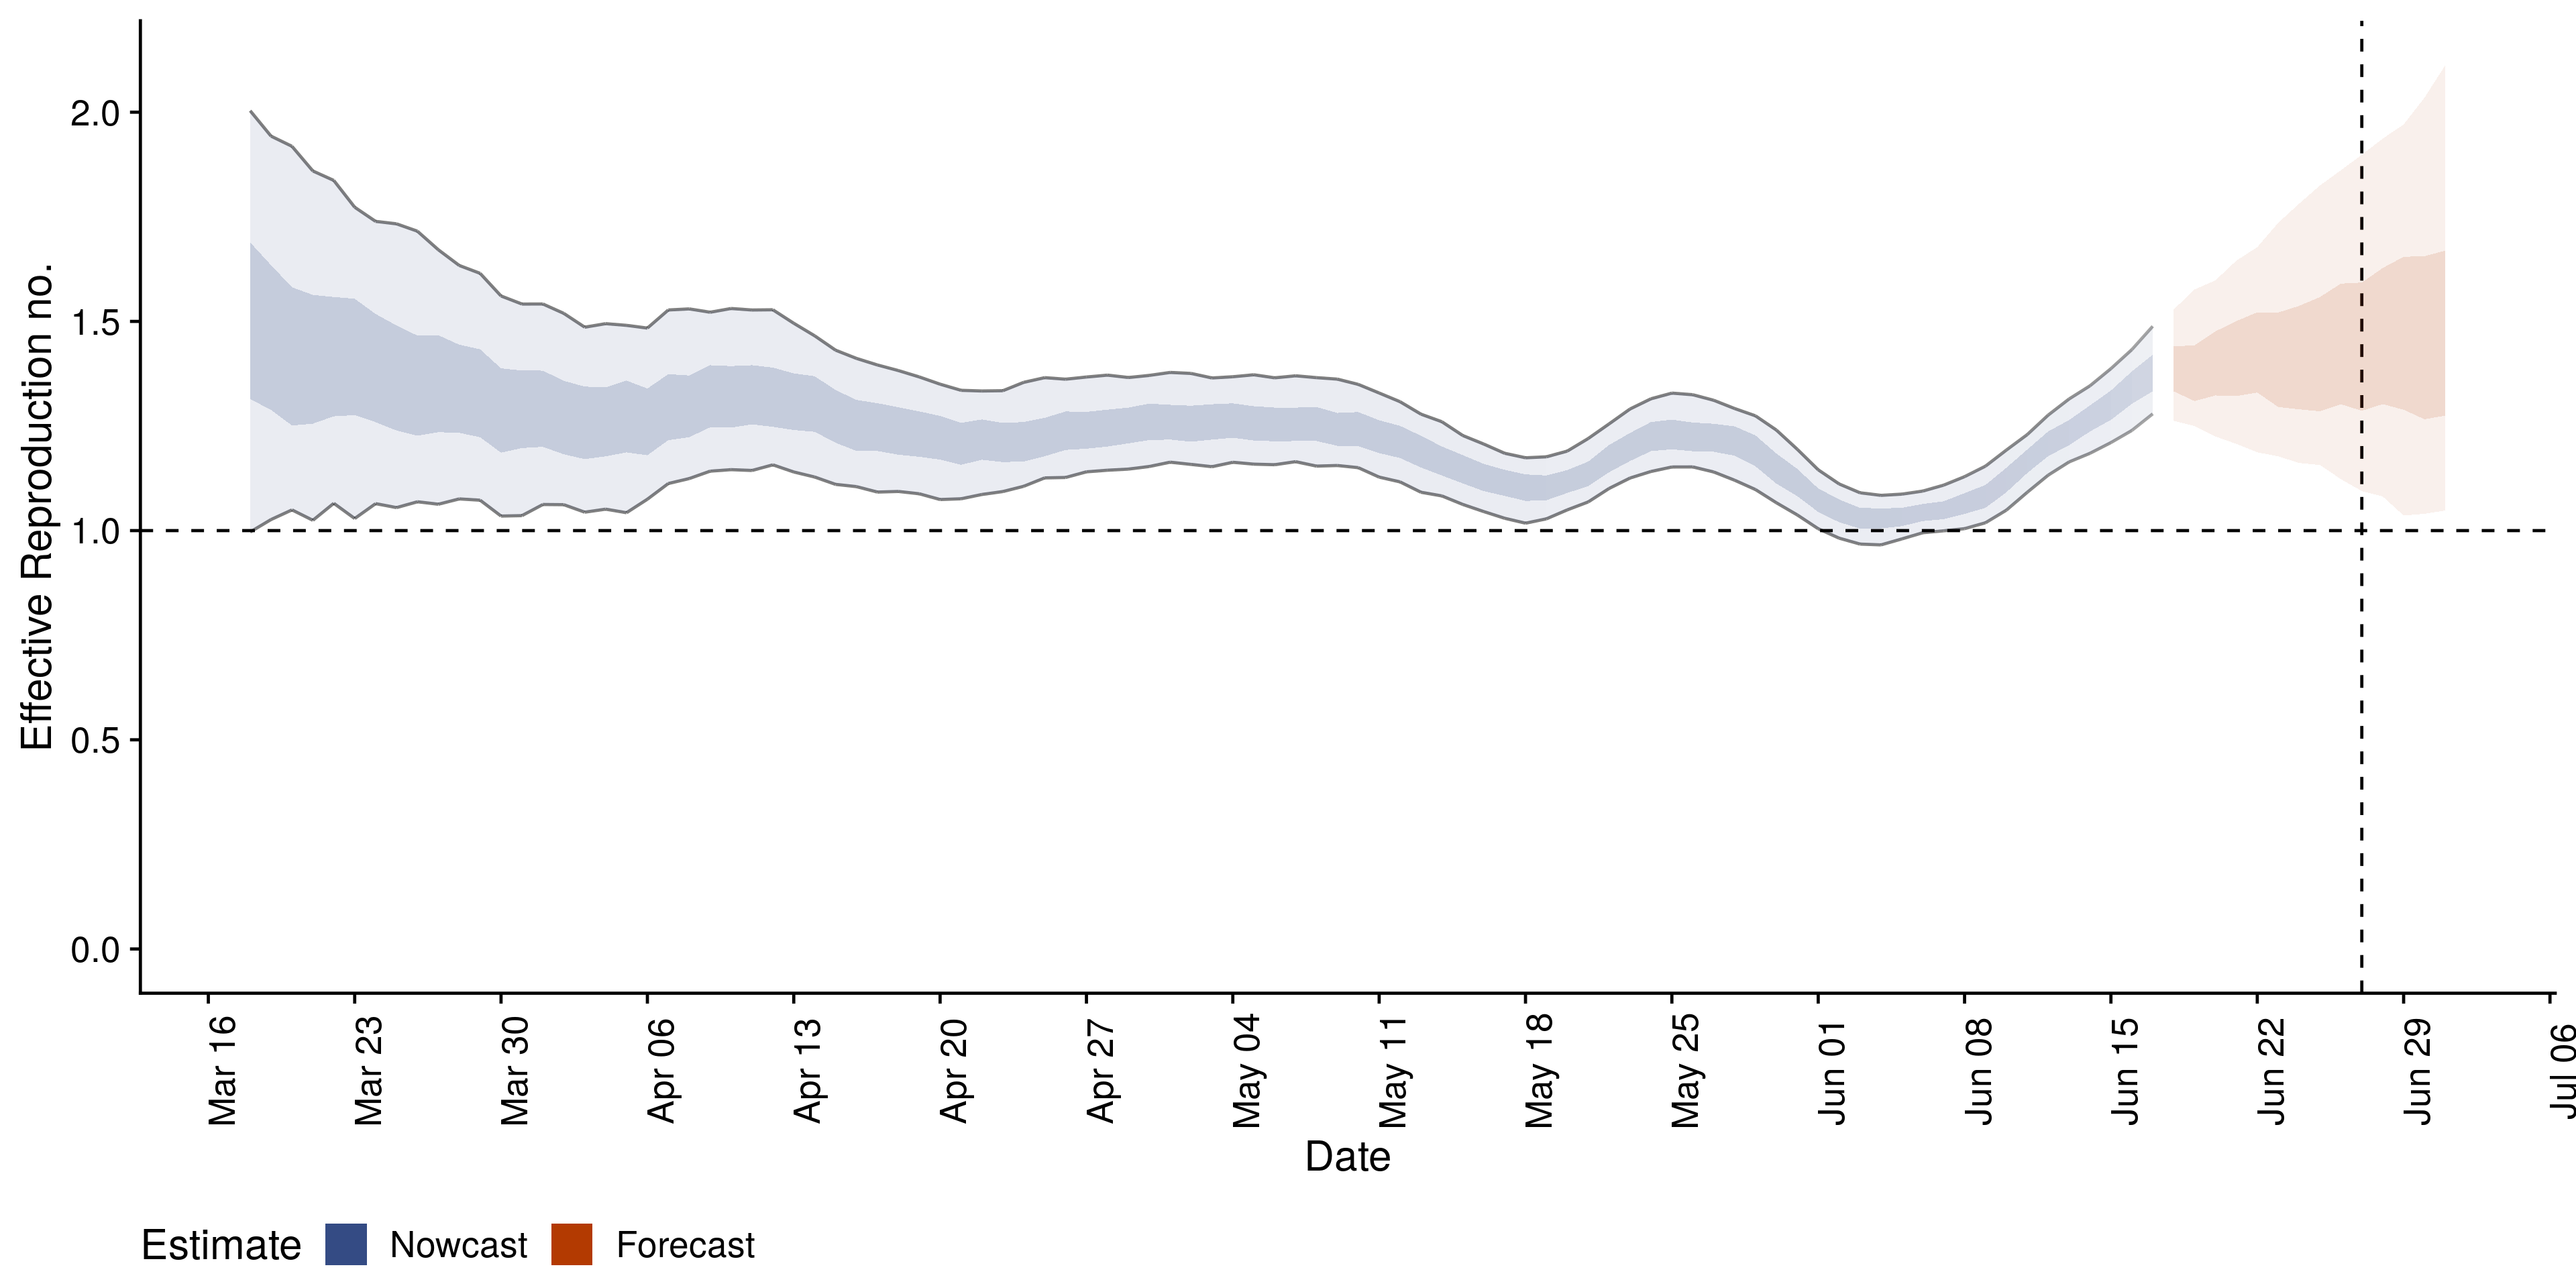 Effective Reproduction no.
2.0
1.5
1.0
0.5
0.0
Mar 16
Mar 23
Mar 30
Apr 06
Apr 13
Apr 20
Apr 27
May 04
May 11
May 18
May 25
Jun 01
Jun 08
Jun 15
Jun 22
Jun 29
Jul 06
Date
Estimate Nowcast Forecast